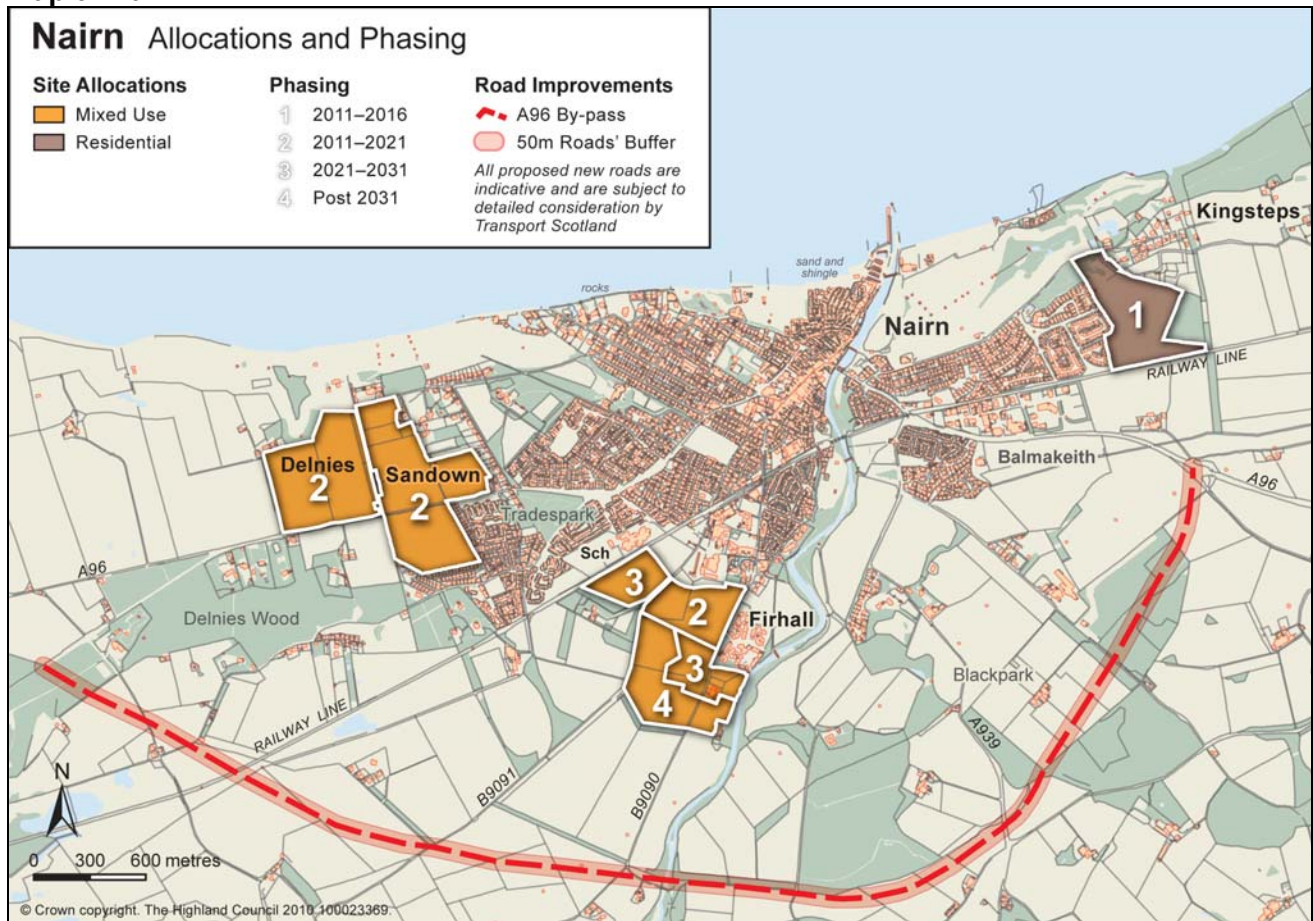 Nairn Allocations and Phasing
Site Allocations
Mixed Use
Residential
Phasing
1 2011–2016
2 2011–2021
3 2021–2031
4 Post 2031
Road Improvements
A96 By-pass
50m Roads' Buffer
All proposed new roads are
indicative and are subject to
detailed consideration by
Transport Scotland
Kingsteps
sand and
shingle
rocks
Nairn
1
RAILWAY LINE
Delnies
2
Sandown
2
Balmakeith
A96
Tradespark
Sch
A96
3
2
Firhall
Delnies Wood
3
4
Blackpark
RAILWAY LINE
A939
B9091
B9090
N
0 300 600 metres
© Crown copyright. The Highland Council 2010 100023369.